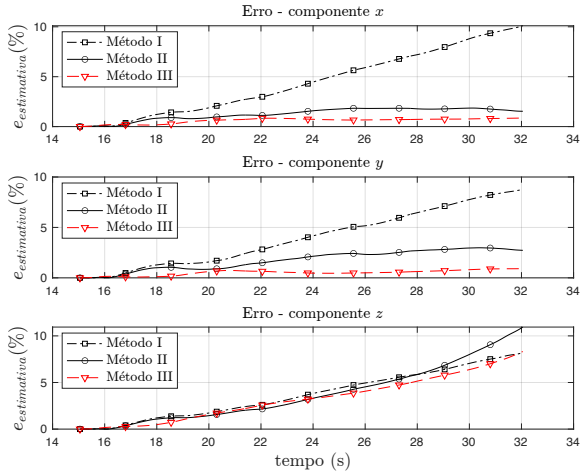 Erro - componente x
e_estimativa(%)
10
5
0
Método I
Método II
Método III
14 16 18 20 22 24 26 28 30 32 34
Erro - componente y
e_estimativa(%)
10
5
0
Método I
Método II
Método III
14 16 18 20 22 24 26 28 30 32 34
Erro - componente z
e_estimativa(%)
10
5
0
Método I
Método II
Método III
14 16 18 20 22 24 26 28 30 32 34
tempo (s)